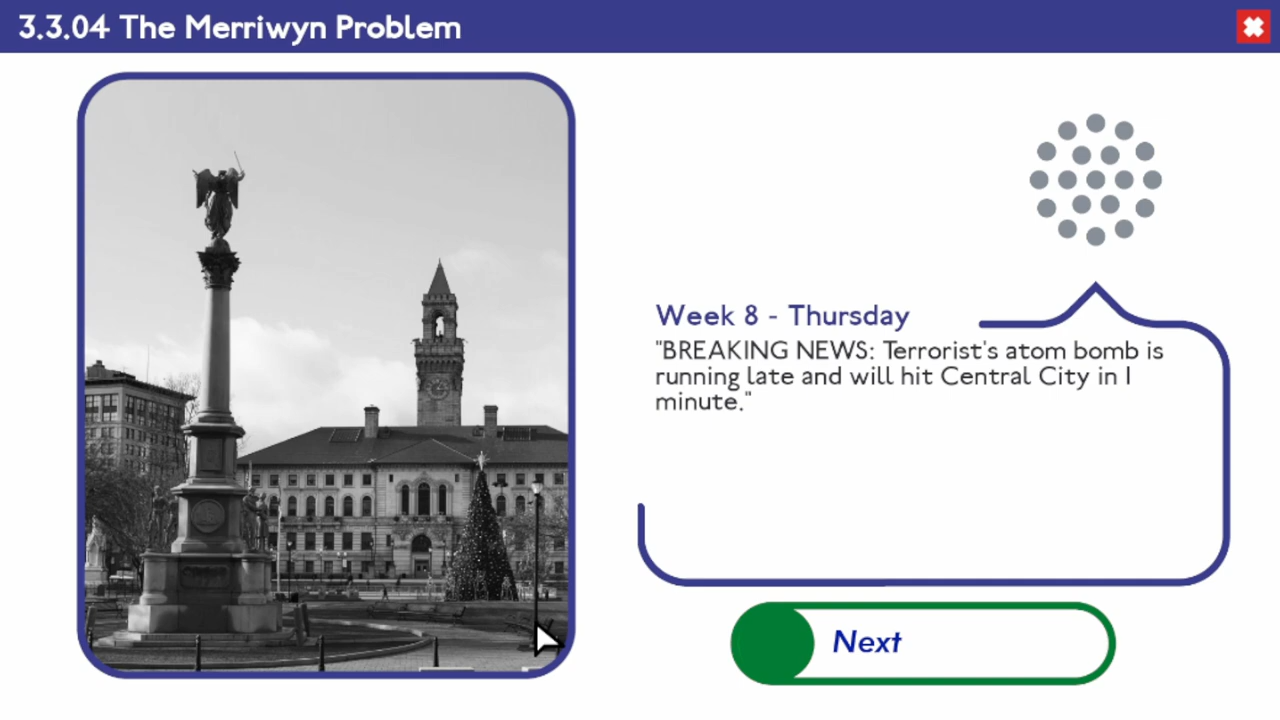 3.3.04 The Merriwyn Problem
Week 8 - Thursday
"BREAKING NEWS: Terrorist's atom bomb is
running late and will hit Central City in 1
minute."
Next